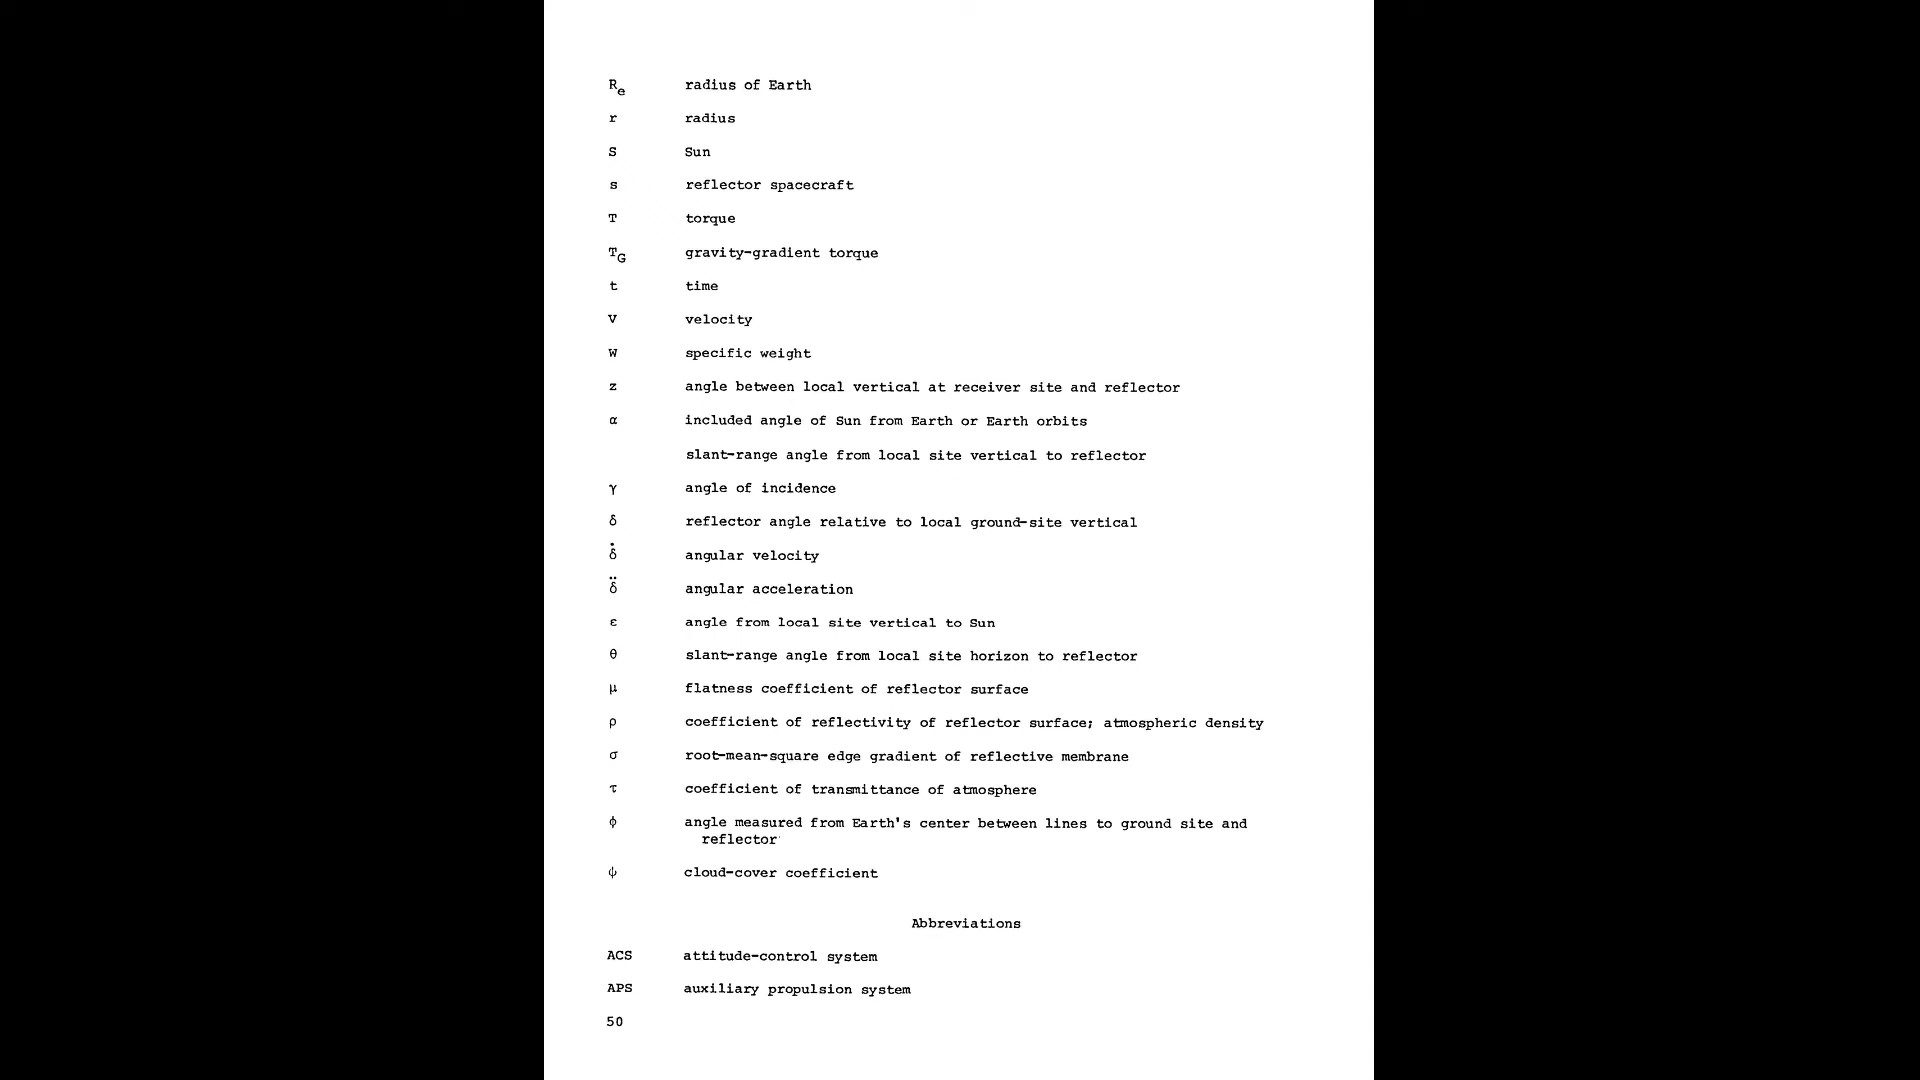 Re radius of Earth
r radius
S Sun
s reflector spacecraft
T torque
TG gravity-gradient torque
t time
V velocity
W specific weight
z angle between local vertical at receiver site and reflector
α included angle of Sun from Earth or Earth orbits
slant-range angle from local site vertical to reflector
γ angle of incidence
δ reflector angle relative to local ground-site vertical
δ̇ angular velocity
δ̈ angular acceleration
ε angle from local site vertical to Sun
θ slant-range angle from local site horizon to reflector
μ flatness coefficient of reflector surface
ρ coefficient of reflectivity of reflector surface; atmospheric density
σ root-mean-square edge gradient of reflective membrane
τ coefficient of transmittance of atmosphere
φ angle measured from Earth's center between lines to ground site and
reflector
ψ cloud-cover coefficient
Abbreviations
ACS attitude-control system
APS auxiliary propulsion system
50